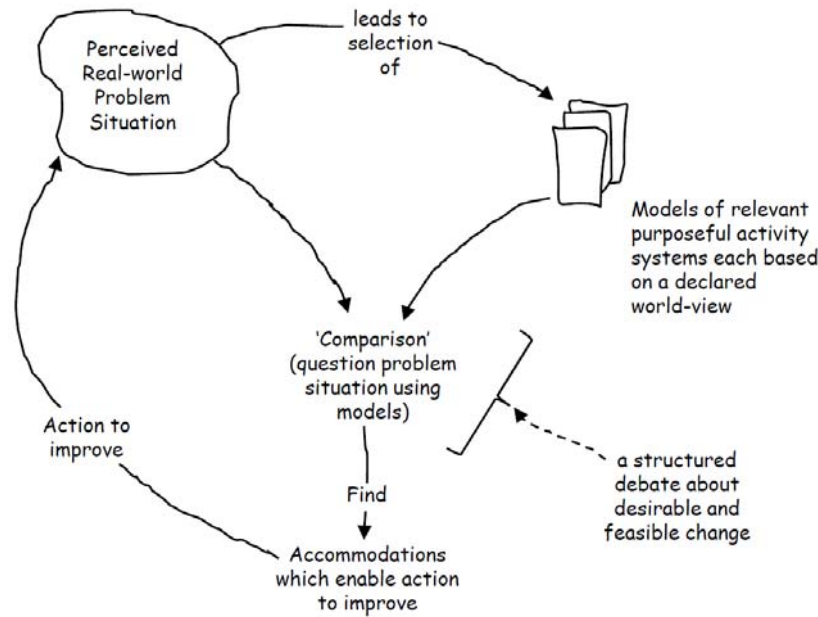 Perceived
Real-world
Problem
Situation
leads to
selection
of
Models of relevant
purposeful activity
systems each based
on a declared
world-view
'Comparison'
(question problem
situation using
models)
a structured
debate about
desirable and
feasible change
Find
Accommodations
which enable action
to improve
Action to
improve